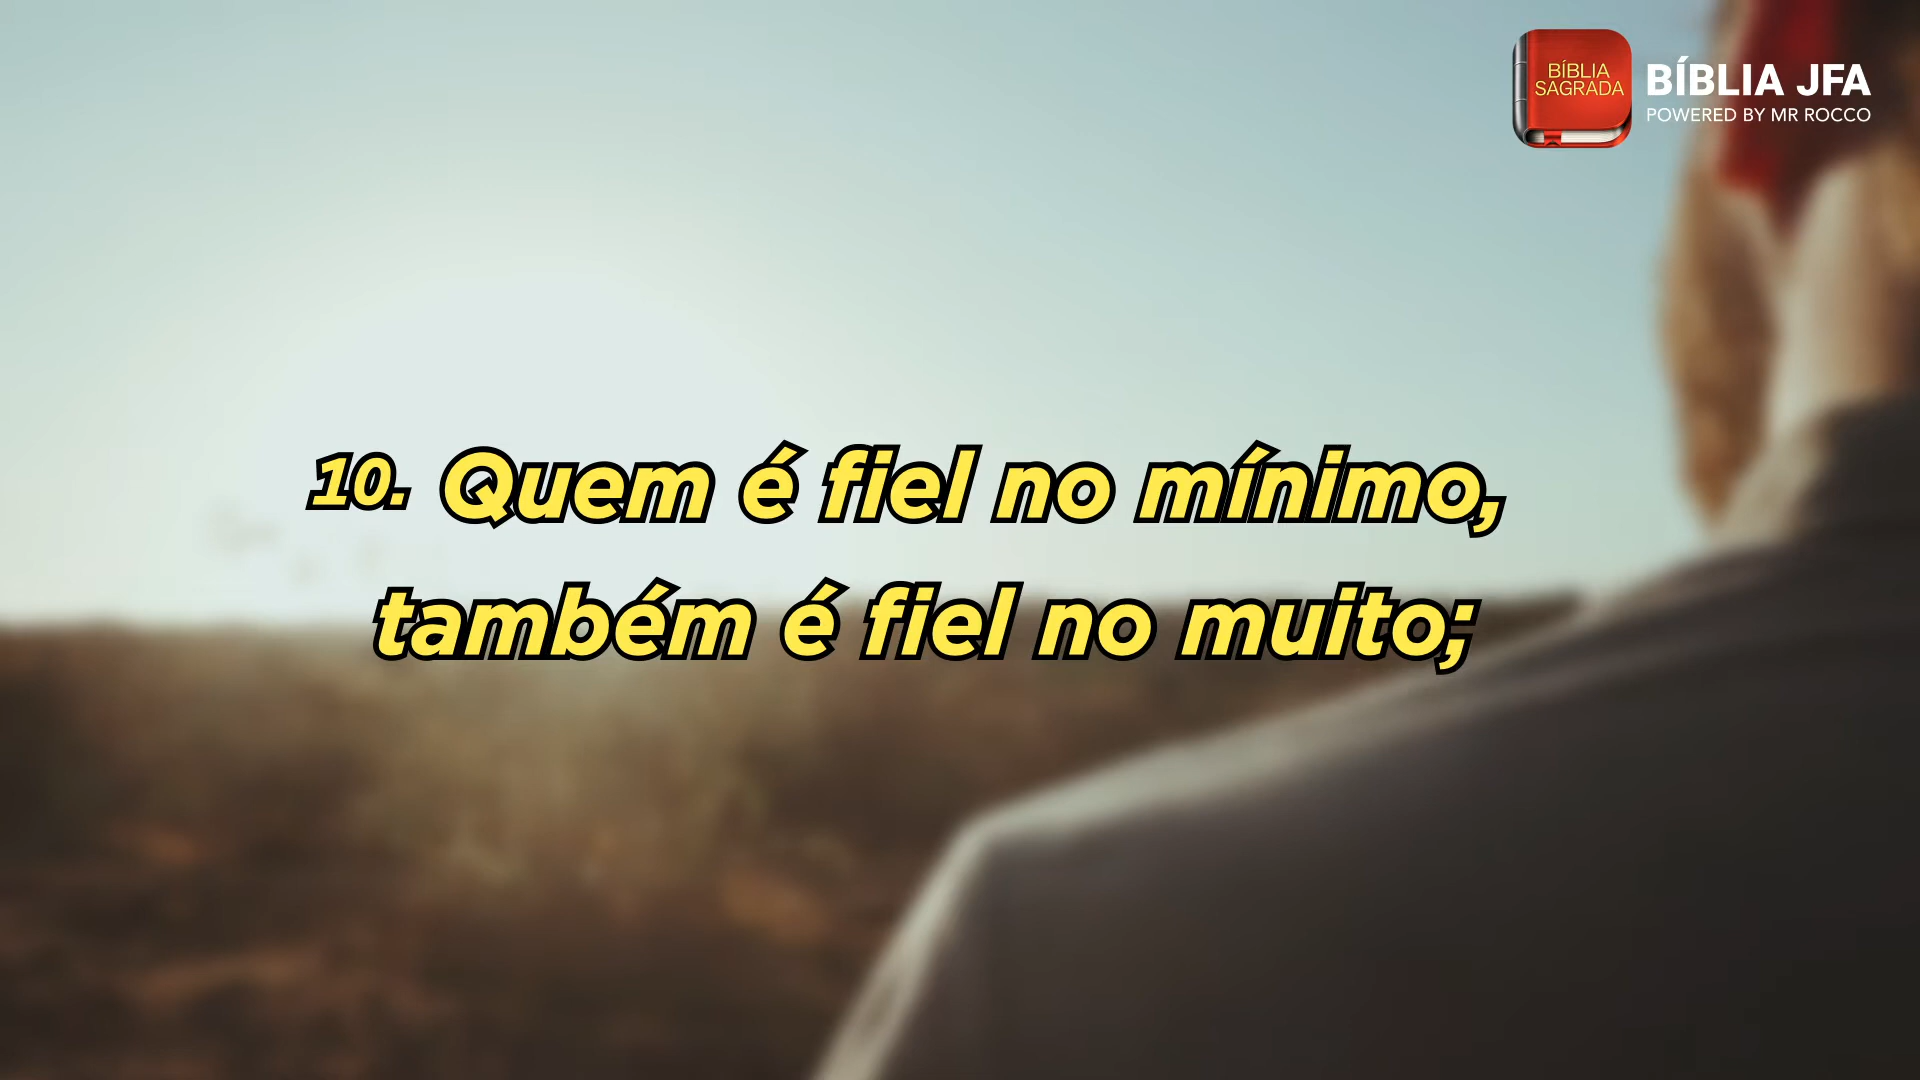 BÍBLIA
SAGRADA
BÍBLIA JFA
POWERED BY MR ROCCO
10. Quem é fiel no mínimo,
também é fiel no muito;